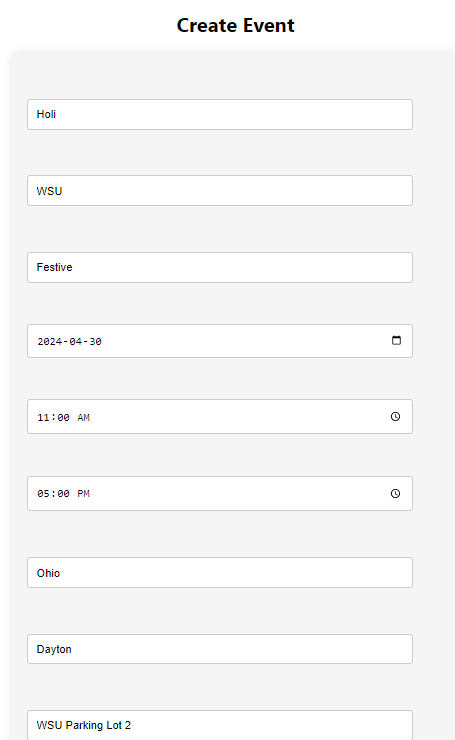 Create Event
Holi
WSU
Festive
2024-04-30
11:00 AM
05:00 PM
Ohio
Dayton
WSU Parking Lot 2